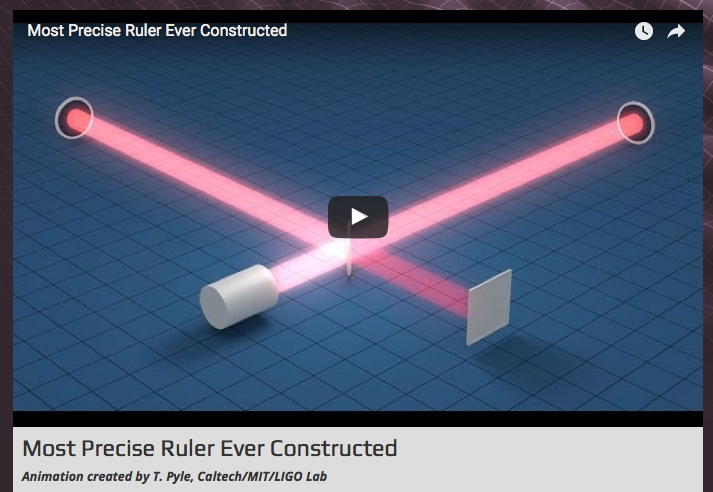 Most Precise Ruler Ever Constructed
Most Precise Ruler Ever Constructed
Animation created by T. Pyle, Caltech/MIT/LIGO Lab